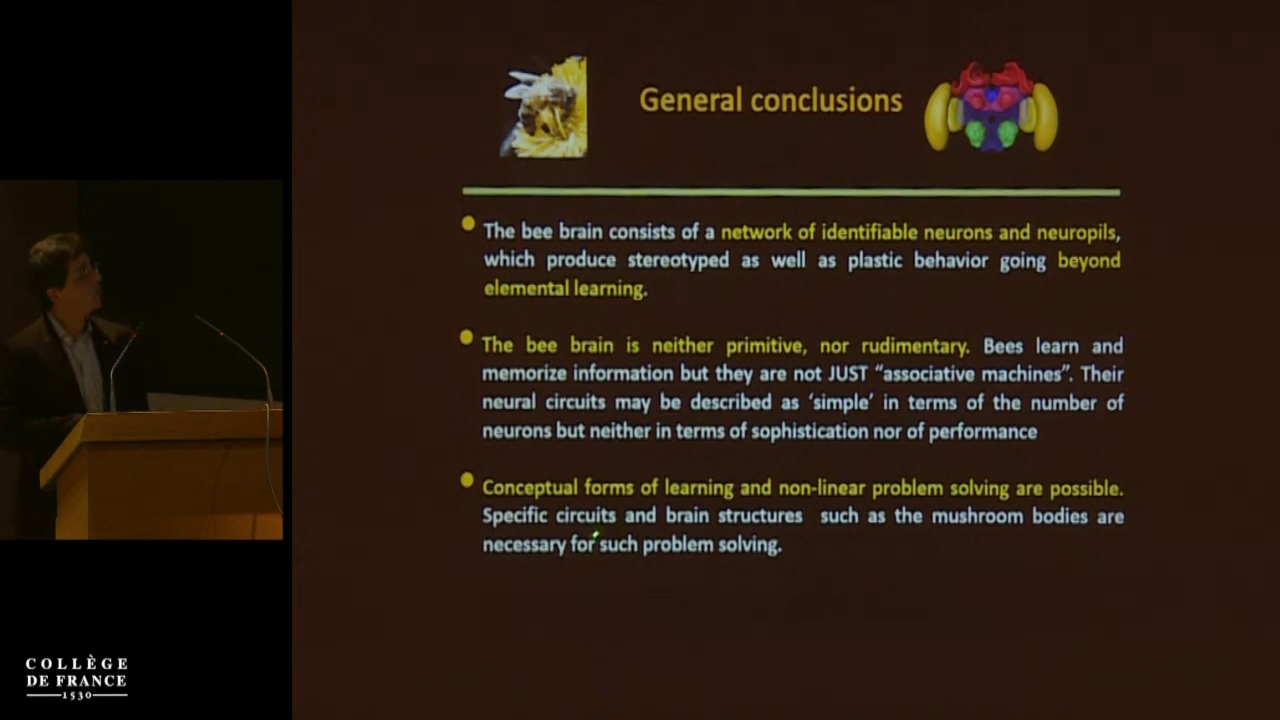 General conclusions
The bee brain consists of a network of identifiable neurons and neuropils,
which produce stereotyped as well as plastic behavior going beyond
elemental learning.
The bee brain is neither primitive, nor rudimentary. Bees learn and
memorize information but they are not JUST “associative machines”. Their
neural circuits may be described as ‘simple’ in terms of the number of
neurons but neither in terms of sophistication nor of performance
Conceptual forms of learning and non-linear problem solving are possible.
Specific circuits and brain structures such as the mushroom bodies are
necessary for such problem solving.
COLLÈGE
DE FRANCE
1530